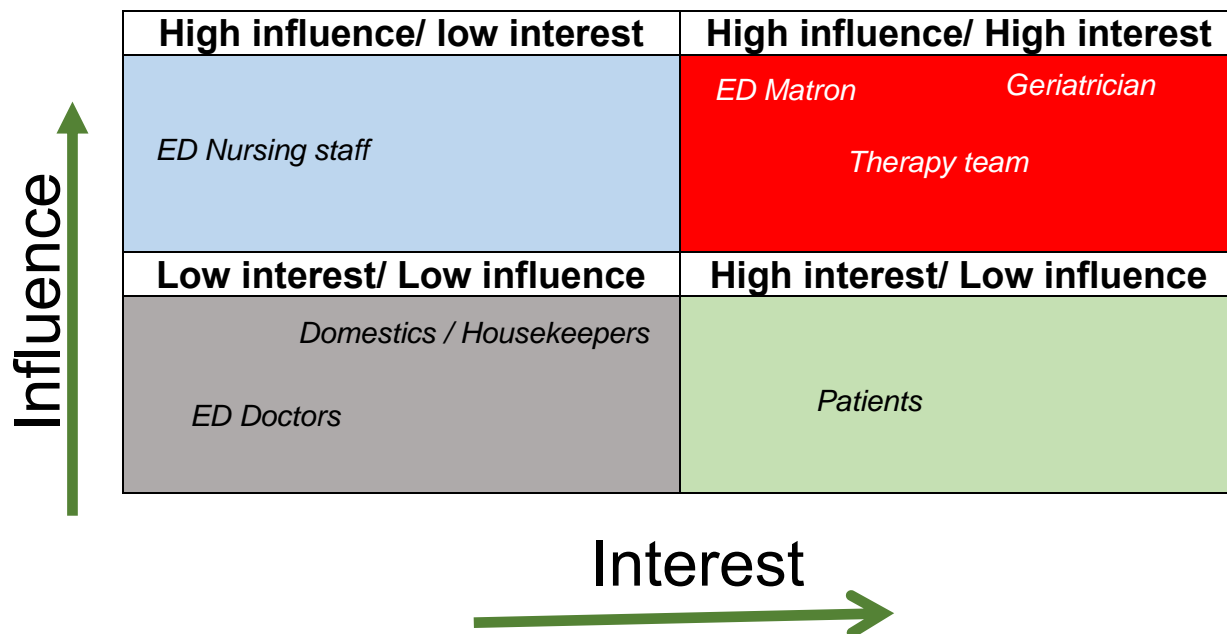 High influence/ low interest
High influence/ High interest
ED Matron
Geriatrician
ED Nursing staff
Therapy team
Low interest/ Low influence
High interest/ Low influence
Domestics / Housekeepers
ED Doctors
Patients
Influence
Interest